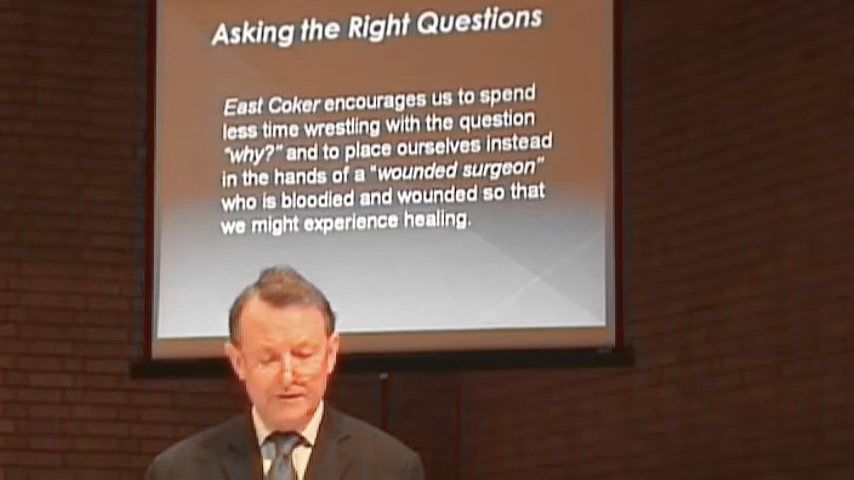 Asking the Right Questions
East Coker encourages us to spend
less time wrestling with the question
"why?" and to place ourselves instead
in the hands of a "wounded surgeon"
who is bloodied and wounded so that
we might experience healing.